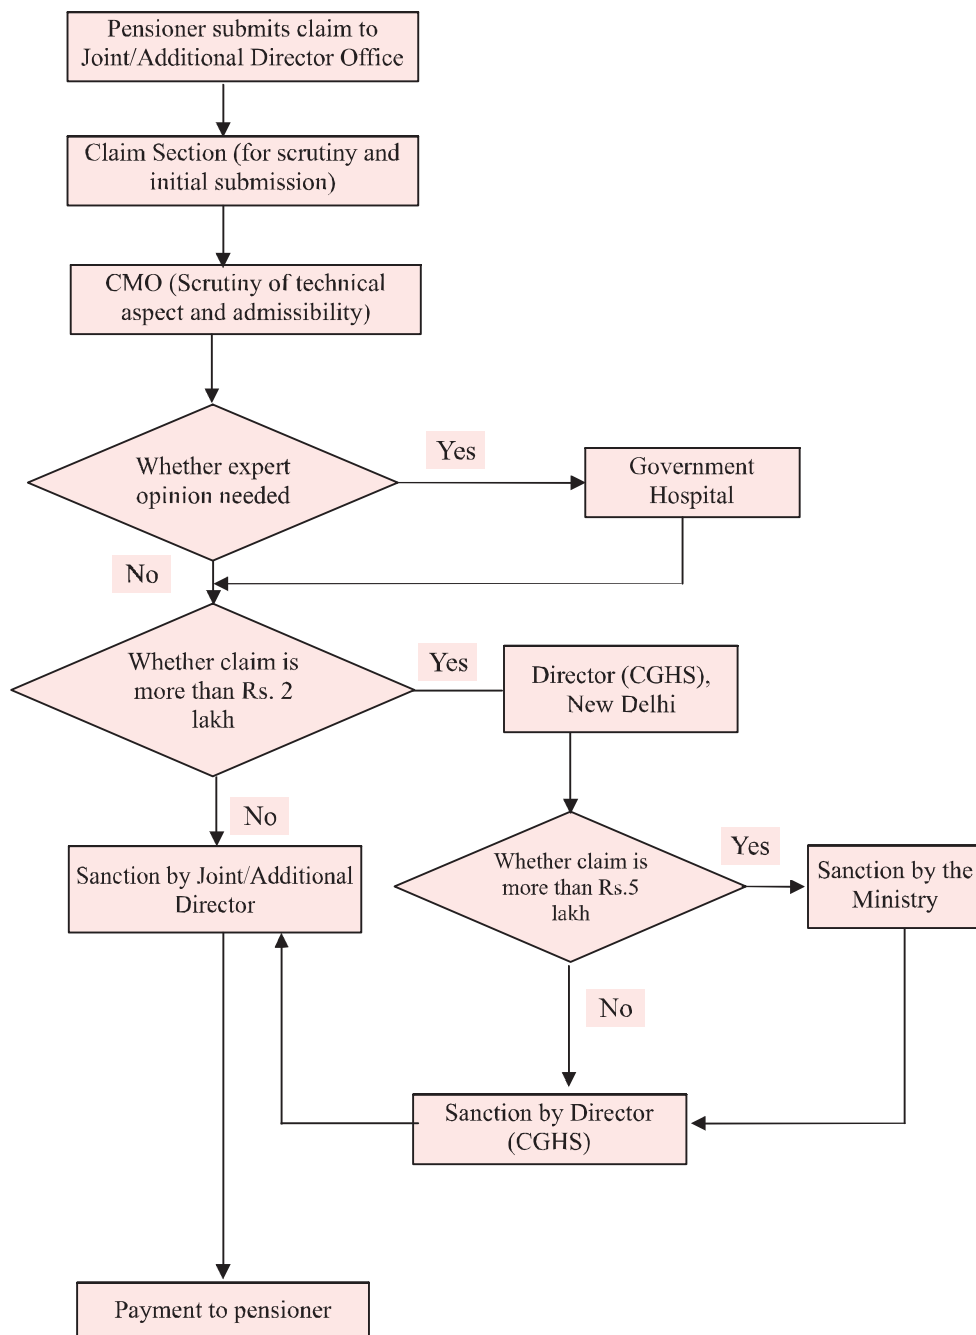 Pensioner submits claim to
Joint/Additional Director Office
Claim Section (for scrutiny and
initial submission)
CMO (Scrutiny of technical
aspect and admissibility)
Whether expert
opinion needed
Yes
Government
Hospital
No
Whether claim is
more than Rs. 2
lakh
Yes
Director (CGHS),
New Delhi
No
Sanction by Joint/Additional
Director
Whether claim is
more than Rs.5
lakh
Yes
Sanction by the
Ministry
No
Sanction by Director
(CGHS)
Payment to pensioner